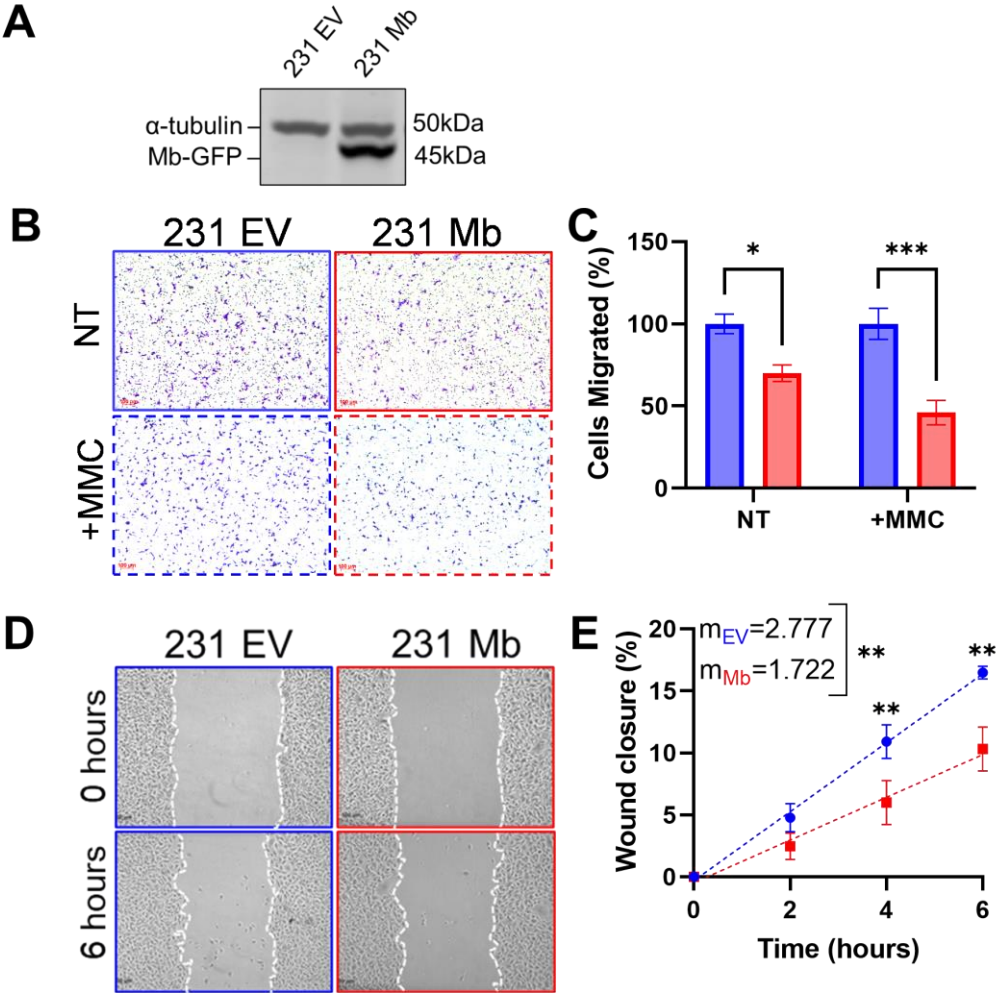 A
231 EV
231 Mb
α-tubulin
50kDa
Mb-GFP
45kDa
B
231 EV
231 Mb
NT
+MMC
C
Cells Migrated (%)
150
100
50
0
*
***
NT
+MMC
D
231 EV
231 Mb
0 hours
6 hours
E
Wound closure (%)
20
15
10
5
0
mEV=2.777
mMb=1.722
**
**
**
0
2
4
6
Time (hours)